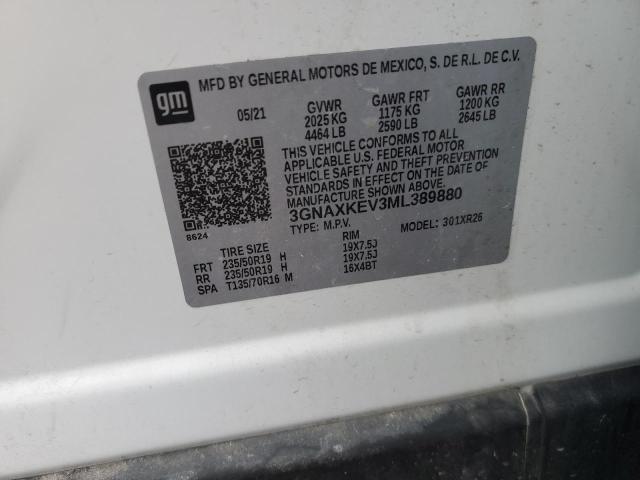 gm
MFD BY GENERAL MOTORS DE MEXICO, S. DE R.L. DE C.V.
05/21 GVWR GAWR FRT GAWR RR
2025 KG 1175 KG 1200 KG
4464 LB 2590 LB 2645 LB
THIS VEHICLE CONFORMS TO ALL
APPLICABLE U.S. FEDERAL MOTOR
VEHICLE SAFETY AND THEFT PREVENTION
STANDARDS IN EFFECT ON THE DATE OF
MANUFACTURE SHOWN ABOVE.
3GNAXKEV3ML389880
TYPE: M.P.V. MODEL: 301XR26
8624
TIRE SIZE RIM
FRT 235/50R19 H 19X7.5J
RR 235/50R19 H 19X7.5J
SPA T135/70R16 M 16X4BT